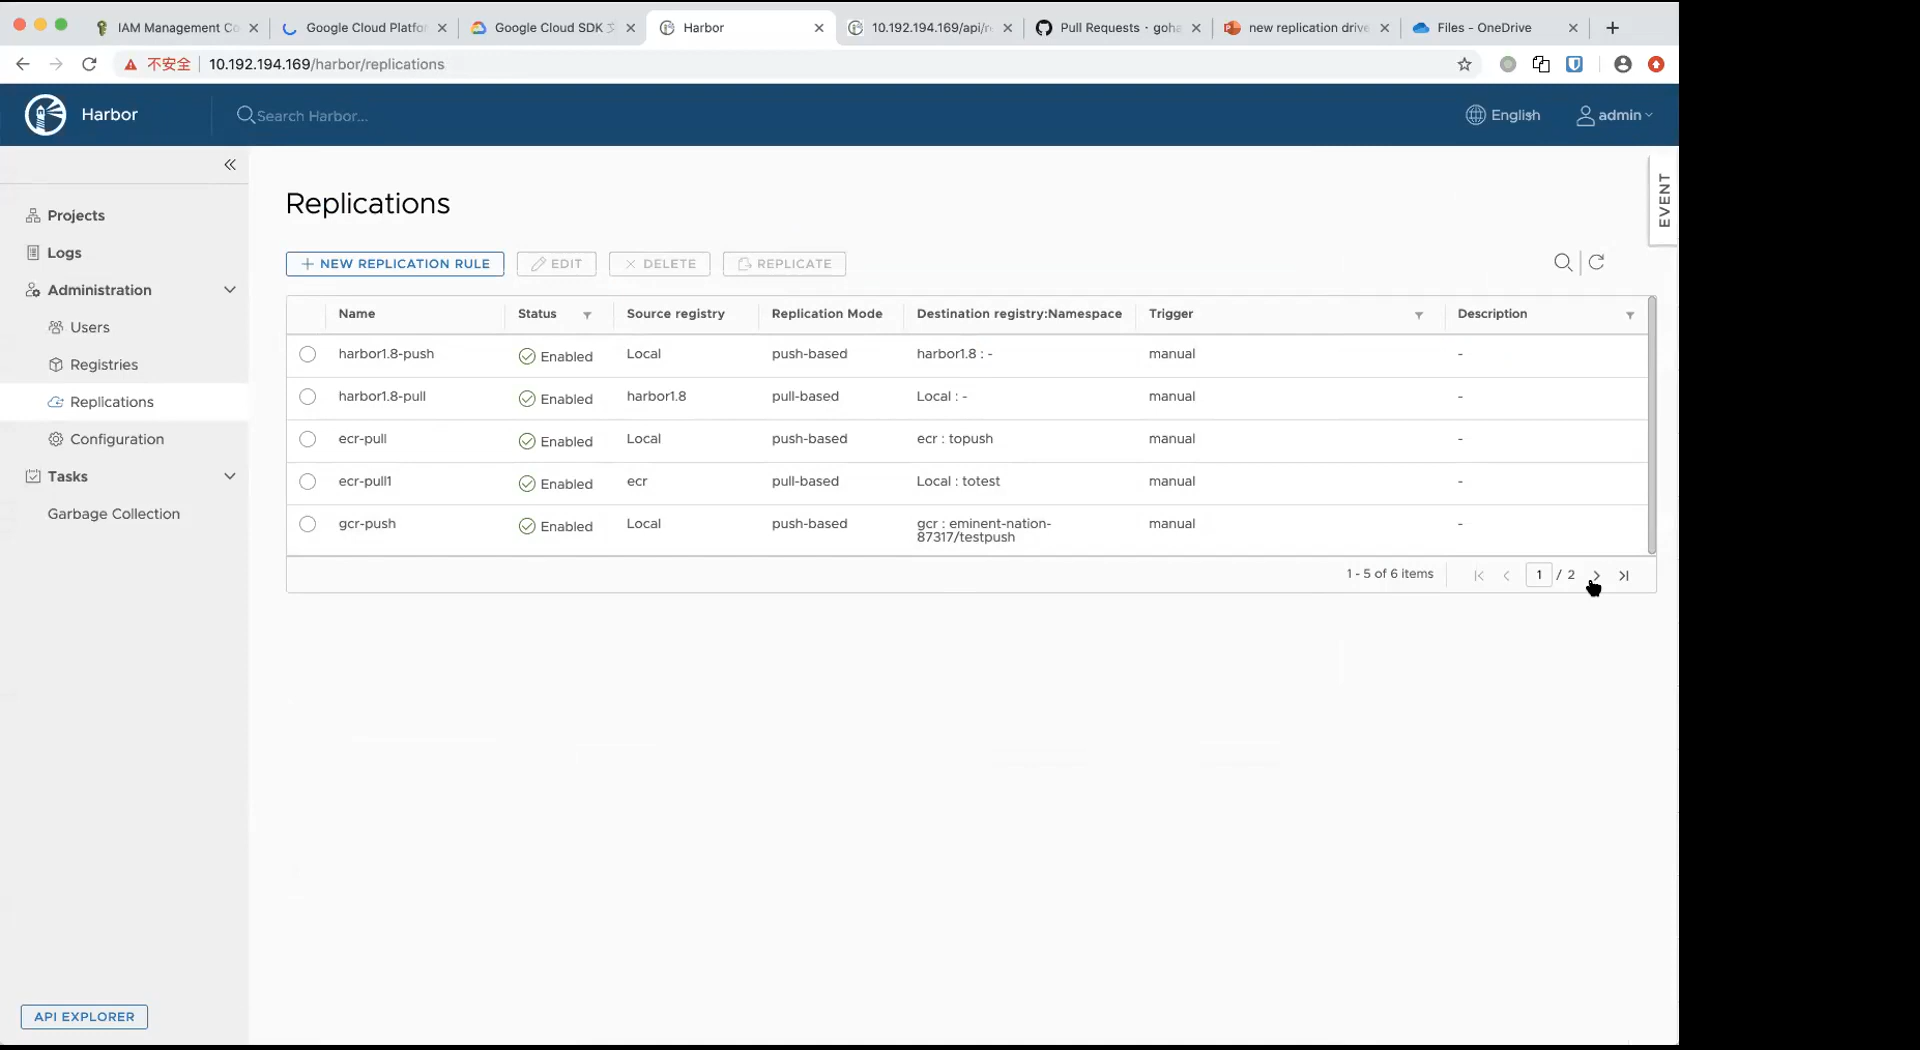 IAM Management Co
Google Cloud Platfo
Google Cloud SDK
Harbor
10.192.194.169/api/r
Pull Requests · goha
new replication drive
Files - OneDrive
不安全
10.192.194.169/harbor/replications
Harbor
Search Harbor...
English
admin
EVENT
Projects
Logs
Administration
Users
Registries
Replications
Configuration
Tasks
Garbage Collection
API EXPLORER
Replications
NEW REPLICATION RULE
EDIT
DELETE
REPLICATE
Name Status Source registry Replication Mode Destination registry:Namespace Trigger Description
harbor1.8-push Enabled Local push-based harbor1.8 : - manual -
harbor1.8-pull Enabled harbor1.8 pull-based Local : - manual -
ecr-pull Enabled Local push-based ecr : topush manual -
ecr-pull1 Enabled ecr pull-based Local : totest manual -
gcr-push Enabled Local push-based gcr : eminent-nation- manual -
87317/testpush
1 - 5 of 6 items 1 / 2